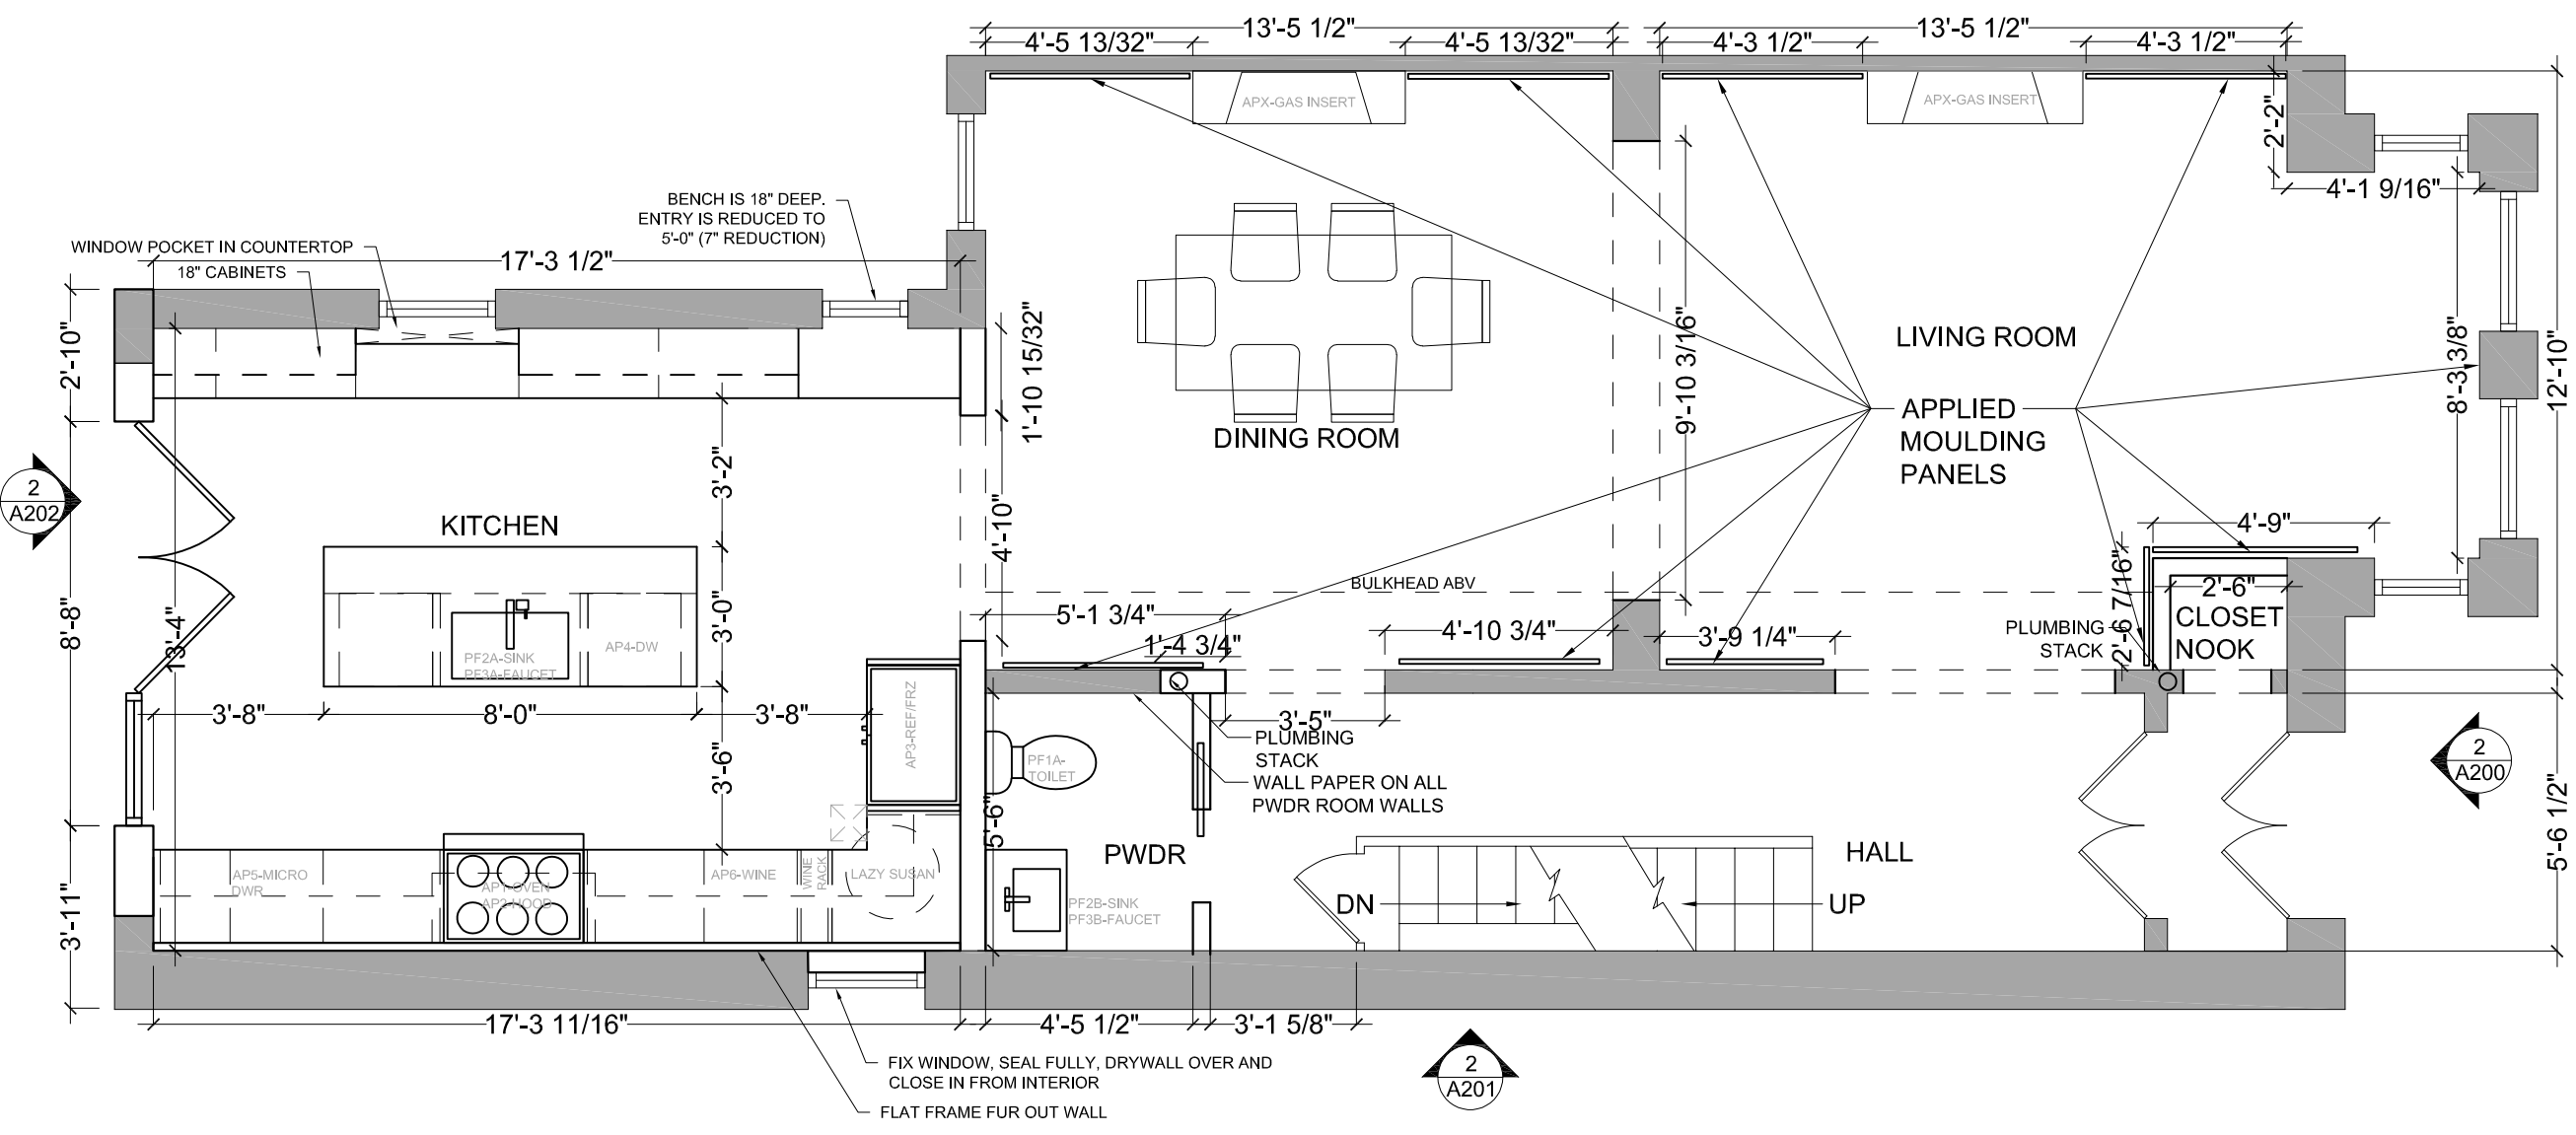 13'-5 1/2"
13'-5 1/2"
4'-5 13/32"
4'-5 13/32"
4'-3 1/2"
4'-3 1/2"
APX-GAS INSERT
APX-GAS INSERT
2'-2"
4'-1 9/16"
BENCH IS 18" DEEP.
ENTRY IS REDUCED TO
5'-0" (7" REDUCTION)
WINDOW POCKET IN COUNTERTOP
18" CABINETS
17'-3 1/2"
2'-10"
1'-10 15/32"
9'-10 3/16"
LIVING ROOM
8'-3 3/8"
12'-10"
APPLIED
MOULDING
PANELS
DINING ROOM
2
A202
KITCHEN
3'-2"
4'-10"
4'-9"
BULKHEAD ABV
2'-6 7/16"
2'-6"
CLOSET
NOOK
PLUMBING
STACK
8'-8"
13'-4"
3'-0"
5'-1 3/4"
1'-4 3/4"
4'-10 3/4"
3'-9 1/4"
PF2A-SINK
PF3A-FAUCET
AP4-DW
3'-8"
8'-0"
3'-8"
3'-6"
AP3-REF/FRZ
3'-5"
PLUMBING
STACK
WALL PAPER ON ALL
PWDR ROOM WALLS
PF1A-
TOILET
5'-6"
2
A200
5'-6 1/2"
PWDR
HALL
AP5-MICRO
DWR
AP1-OVEN
AP2-HOOD
AP6-WINE
WINE
RACK
LAZY SUSAN
PF2B-SINK
PF3B-FAUCET
DN
UP
3'-11"
17'-3 11/16"
4'-5 1/2"
3'-1 5/8"
FIX WINDOW, SEAL FULLY, DRYWALL OVER AND
CLOSE IN FROM INTERIOR
FLAT FRAME FUR OUT WALL
2
A201